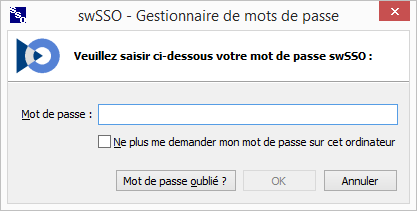 swSSO - Gestionnaire de mots de passe
Veuillez saisir ci-dessous votre mot de passe swSSO :
Mot de passe :
Ne plus me demander mon mot de passe sur cet ordinateur
Mot de passe oublié ? OK Annuler